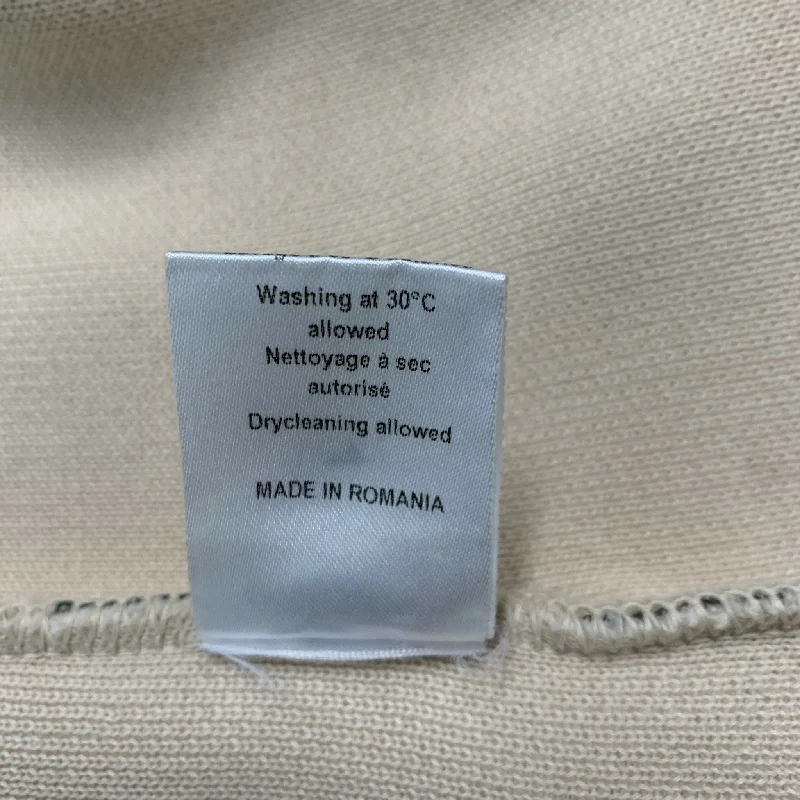 Washing at 30°C
allowed
Nettoyage à sec
autorisé
Drycleaning allowed
MADE IN ROMANIA